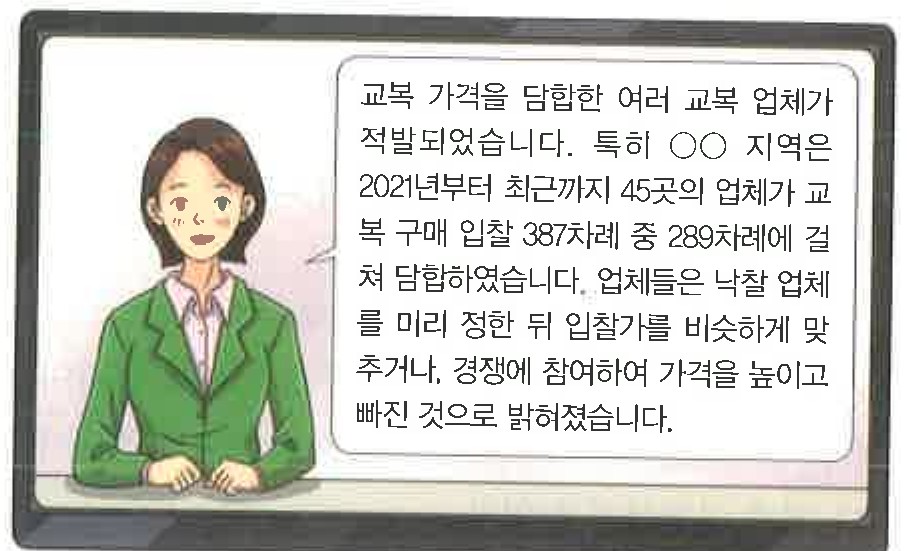 교복 가격을 담합한 여러 교복 업체가
적발되었습니다. 특히 ○○ 지역은
2021년부터 최근까지 45곳의 업체가 교
복 구매 입찰 387차례 중 289차례에 걸
쳐 담합하였습니다. 업체들은 낙찰 업체
를 미리 정한 뒤 입찰가를 비슷하게 맞
추거나, 경쟁에 참여하여 가격을 높이고
빠진 것으로 밝혀졌습니다.